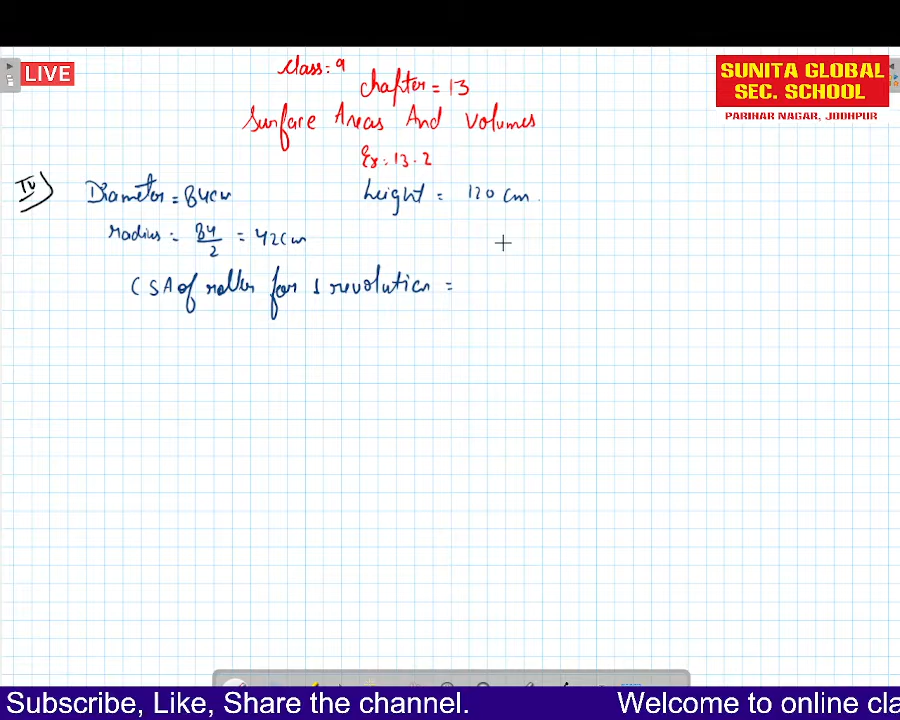 LIVE
Class: 9
Chapter = 13
SUNITA GLOBAL
SEC. SCHOOL
PARIHAR NAGAR, JODHPUR
Surface Areas And Volumes
Ex: 13.2
IV) Diameter = 84cm height = 120 cm.
radius = 84/2 = 42cm
CSA of roller for 1 revolution =
Subscribe, Like, Share the channel. Welcome to online cla